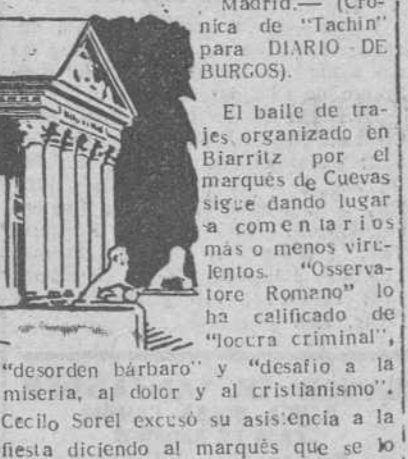 Madrid.— (Cró-
nica de "Tachin"
para DIARIO DE
BURGOS).
El baile de tra-
jes organizado en
Biarritz por el
marqués de Cuevas
sigue dando lugar
a comentarios
más o menos viru-
lentos. "Osserva-
tore Romano" lo
ha calificado de
"locura criminal",
"desorden bárbaro" y "desafio a la
miseria, al dolor y al cristianismo".
Cecilo Sorel excusó su asistencia a la
fiesta diciendo al marqués que se lo